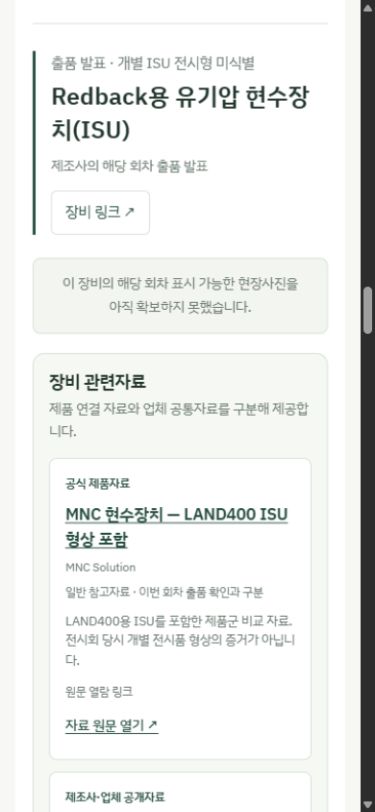 출품 발표 · 개별 ISU 전시형 미식별
Redback용 유기압 현수장
치(ISU)
제조사의 해당 회차 출품 발표
장비 링크 ↗
이 장비의 해당 회차 표시 가능한 현장사진을
아직 확보하지 못했습니다.
장비 관련자료
제품 연결 자료와 업체 공통자료를 구분해 제공합
니다.
공식 제품자료
MNC 현수장치 — LAND400 ISU
형상 포함
MNC Solution
일반 참고자료 · 이번 회차 출품 확인과 구분
LAND400용 ISU를 포함한 제품군 비교 자료.
전시회 당시 개별 전시품 형상의 증거가 아닙니
다.
원문 열람 링크
자료 원문 열기 ↗
제조사·업체 공개자료